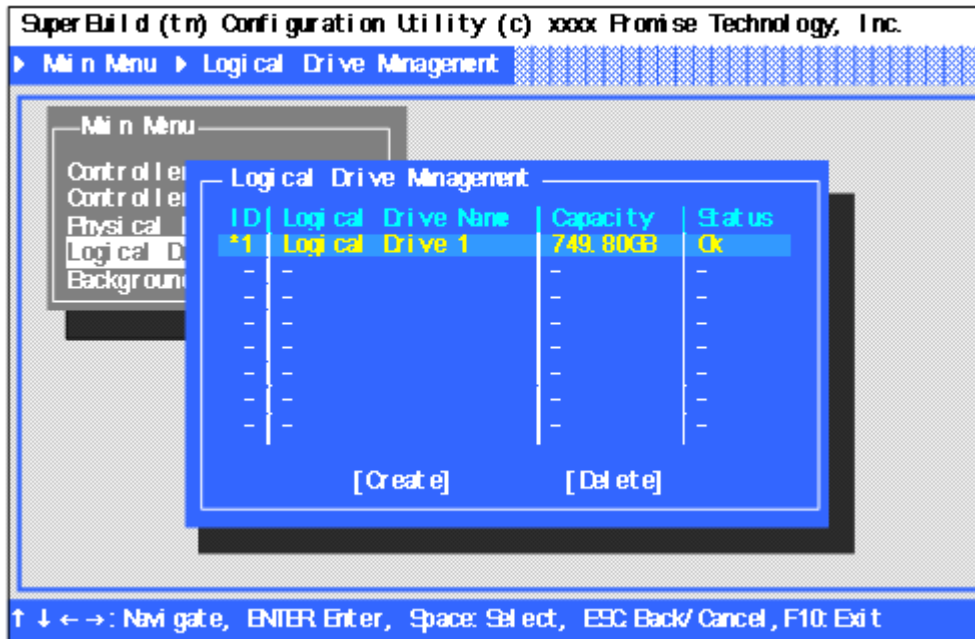 SuperBuild (tm) Configuration Utility (c) xxxx Promise Technology, Inc.
▶ Main Menu ▶ Logical Drive Management
Main Menu
Controller
Controller
Physical
Logical D
Background
Logical Drive Management
ID | Logical Drive Name | Capacity | Status
*1 | Logical Drive 1 | 749.80GB | Ok
- | - | - | -
- | - | - | -
- | - | - | -
- | - | - | -
- | - | - | -
- | - | - | -
- | - | - | -
[Create] [Delete]
↑ ↓ ← →: Navigate, ENTER: Enter, Space: Select, ESC: Back/Cancel, F10: Exit